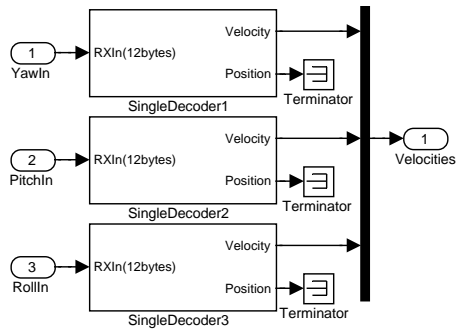 Velocity
1
RXIn(12bytes)
1
YawIn
Position
Terminator
Velocities
SingleDecoder1
Velocity
2
RXIn(12bytes)
PitchIn
Position
Terminator
SingleDecoder2
Velocity
3
RXIn(12bytes)
RollIn
Position
Terminator
SingleDecoder3